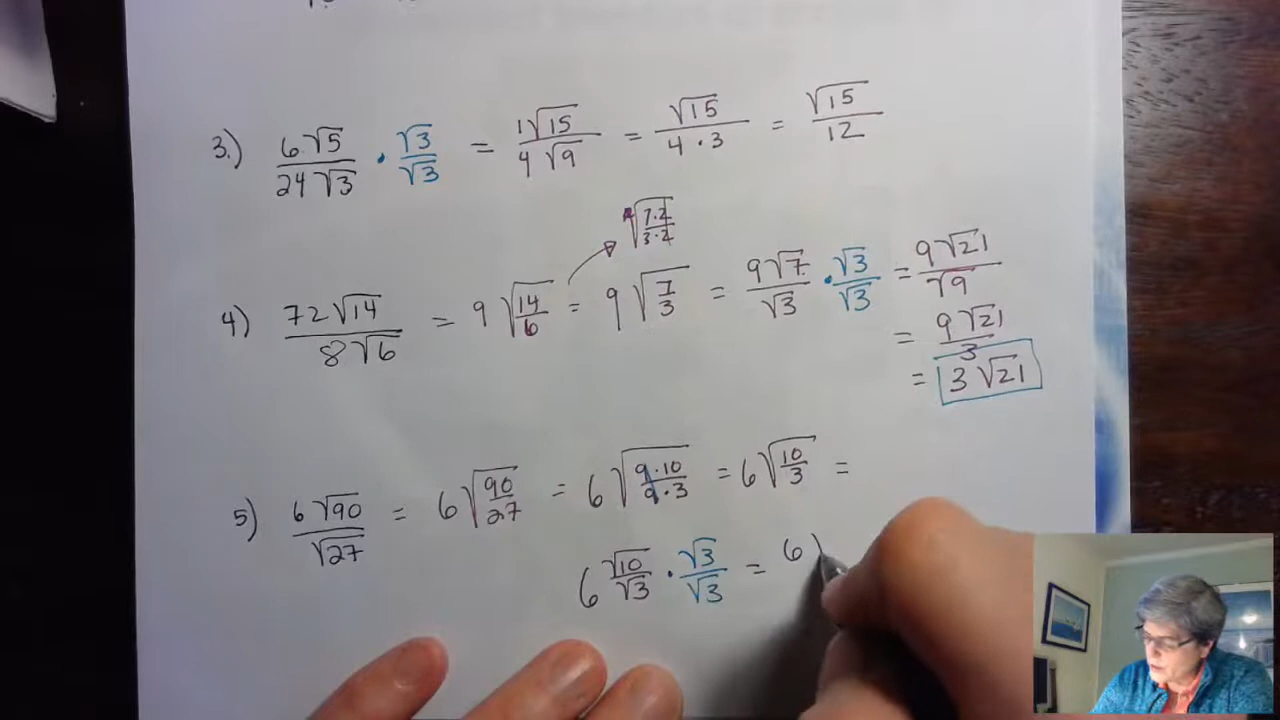 3.) 6√5/24√3 · √3/√3 = 1√15/4√9 = √15/4·3 = √15/12
√7·2/3·2
4) 72√14/8√6 = 9√14/6 = 9√7/3 = 9√7/√3 · √3/√3 = 9√21/√9
= 9√21/3
= 3√21
5) 6√90/√27 = 6√90/27 = 6√9·10/9·3 = 6√10/3 =
6 √10/√3 · √3/√3 = 6√